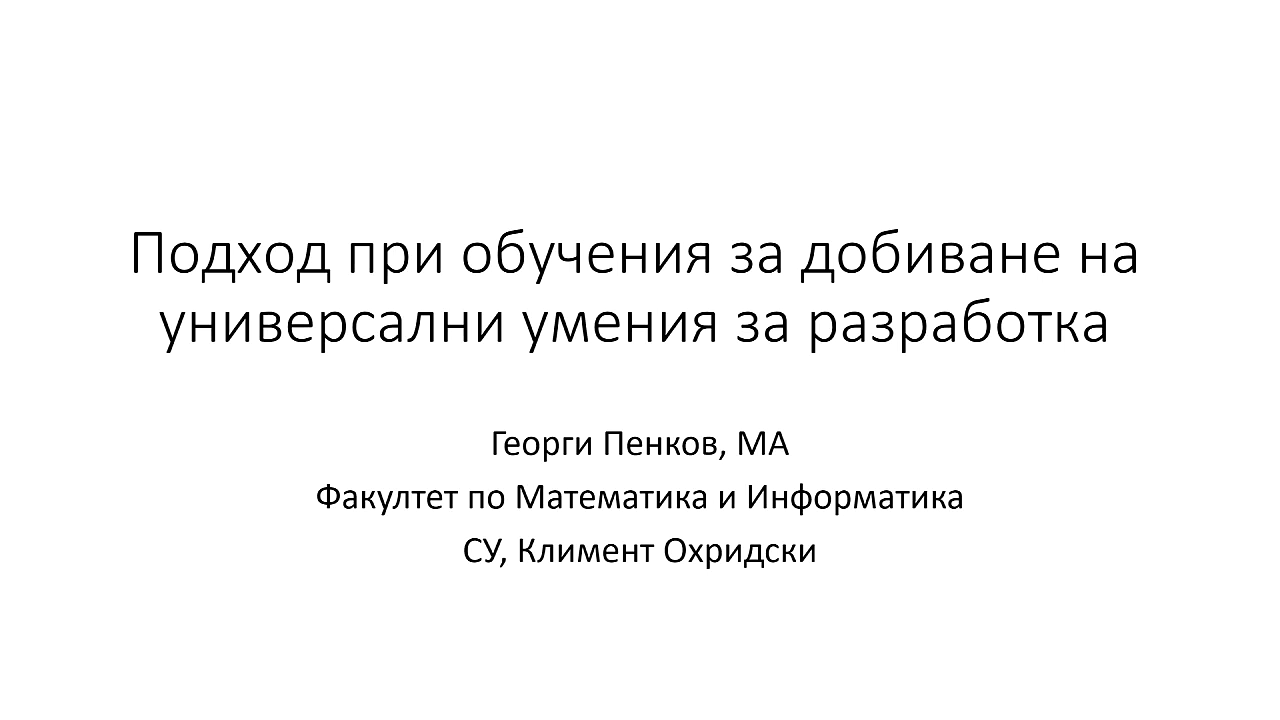 Подход при обучения за добиване на
универсални умения за разработка
Георги Пенков, МА
Факултет по Математика и Информатика
СУ, Климент Охридски